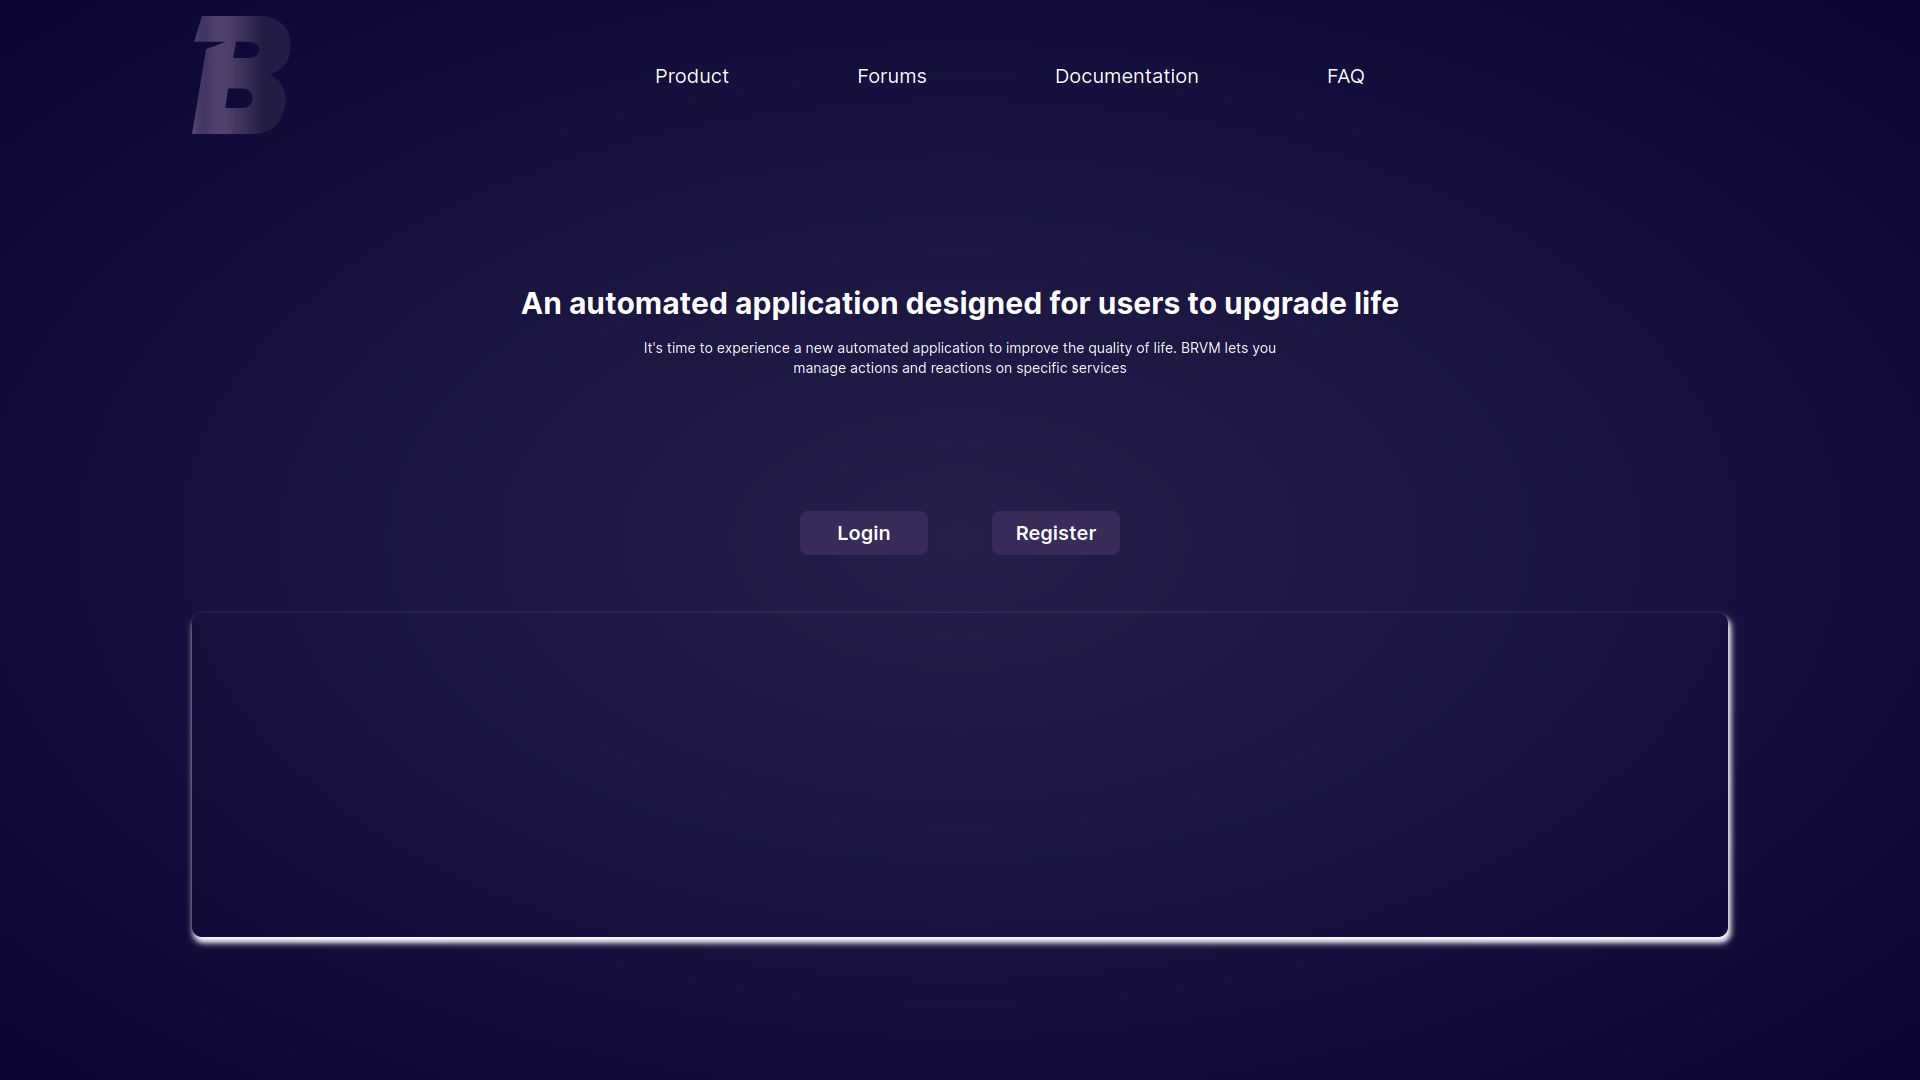 B
Product
Forums
Documentation
FAQ
An automated application designed for users to upgrade life
It's time to experience a new automated application to improve the quality of life. BRVM lets you
manage actions and reactions on specific services
Login
Register